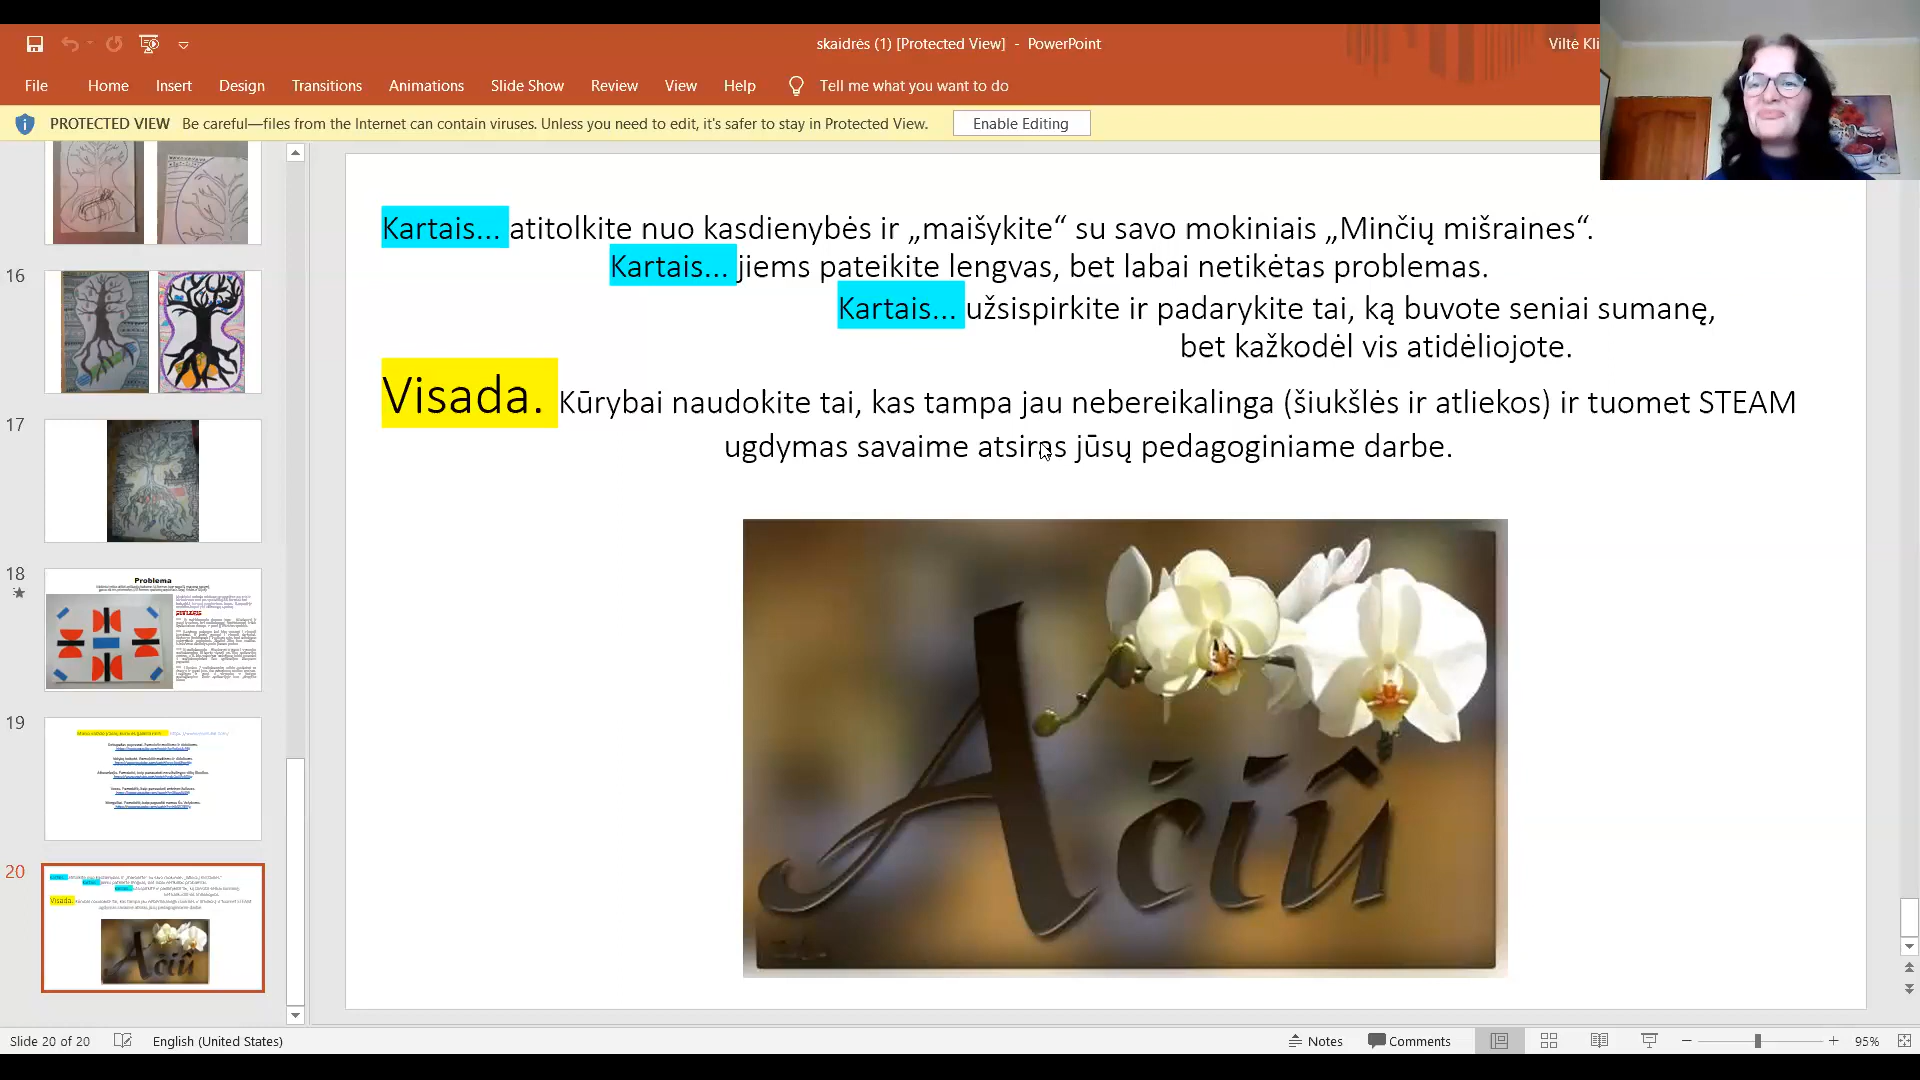 skaidrės (1) [Protected View] - PowerPoint
Viltė Kli
File Home Insert Design Transitions Animations Slide Show Review View Help Tell me what you want to do
PROTECTED VIEW Be careful—files from the Internet can contain viruses. Unless you need to edit, it's safer to stay in Protected View. Enable Editing
16
17
18
Problema
19
20
Visada.
Ačiū
Kartais... atitolkite nuo kasdienybės ir „maišykite“ su savo mokiniais „Minčių mišraines“.
Kartais... jiems pateikite lengvas, bet labai netikėtas problemas.
Kartais... užsispirkite ir padarykite tai, ką buvote seniai sumanę,
bet kažkodėl vis atidėliojote.
Visada. Kūrybai naudokite tai, kas tampa jau nebereikalinga (šiukšlės ir atliekos) ir tuomet STEAM
ugdymas savaime atsiras jūsų pedagoginiame darbe.
Ačiū
Slide 20 of 20 English (United States) Notes Comments 95%